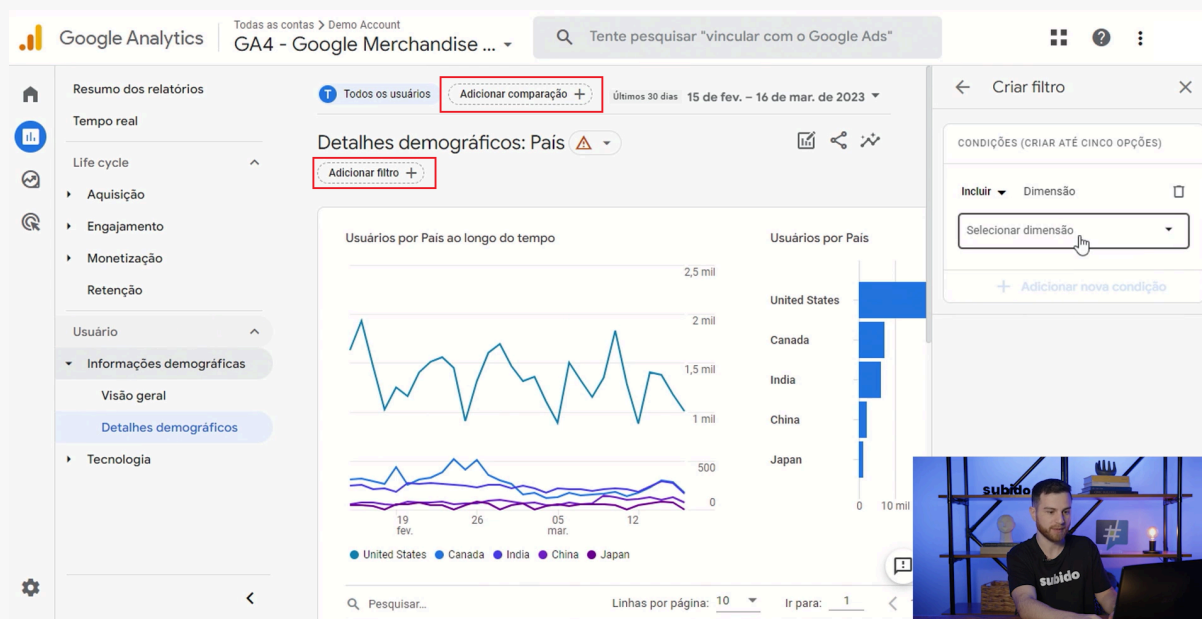 Google Analytics
Todas as contas > Demo Account
GA4 - Google Merchandise ...
Tente pesquisar "vincular com o Google Ads"
Resumo dos relatórios
Tempo real
Life cycle
Aquisição
Engajamento
Monetização
Retenção
Usuário
Informações demográficas
Visão geral
Detalhes demográficos
Tecnologia
T Todos os usuários
Adicionar comparação +
Últimos 30 dias 15 de fev. – 16 de mar. de 2023
Detalhes demográficos: País
Adicionar filtro +
Usuários por País ao longo do tempo
2,5 mil
2 mil
1,5 mil
1 mil
500
0
19 fev.
26
05 mar.
12
United States Canada India China Japan
Usuários por País
United States
Canada
India
China
Japan
0 10 mil
Pesquisar...
Linhas por página: 10 Ir para: 1
Criar filtro
CONDIÇÕES (CRIAR ATÉ CINCO OPÇÕES)
Incluir Dimensão
Selecionar dimensão
+ Adicionar nova condição
subido
#
subido